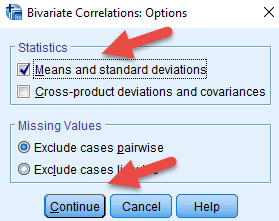 Bivariate Correlations: Options
Statistics
Means and standard deviations
Cross-product deviations and covariances
Missing Values
Exclude cases pairwise
Exclude cases
Continue
Cancel
Help